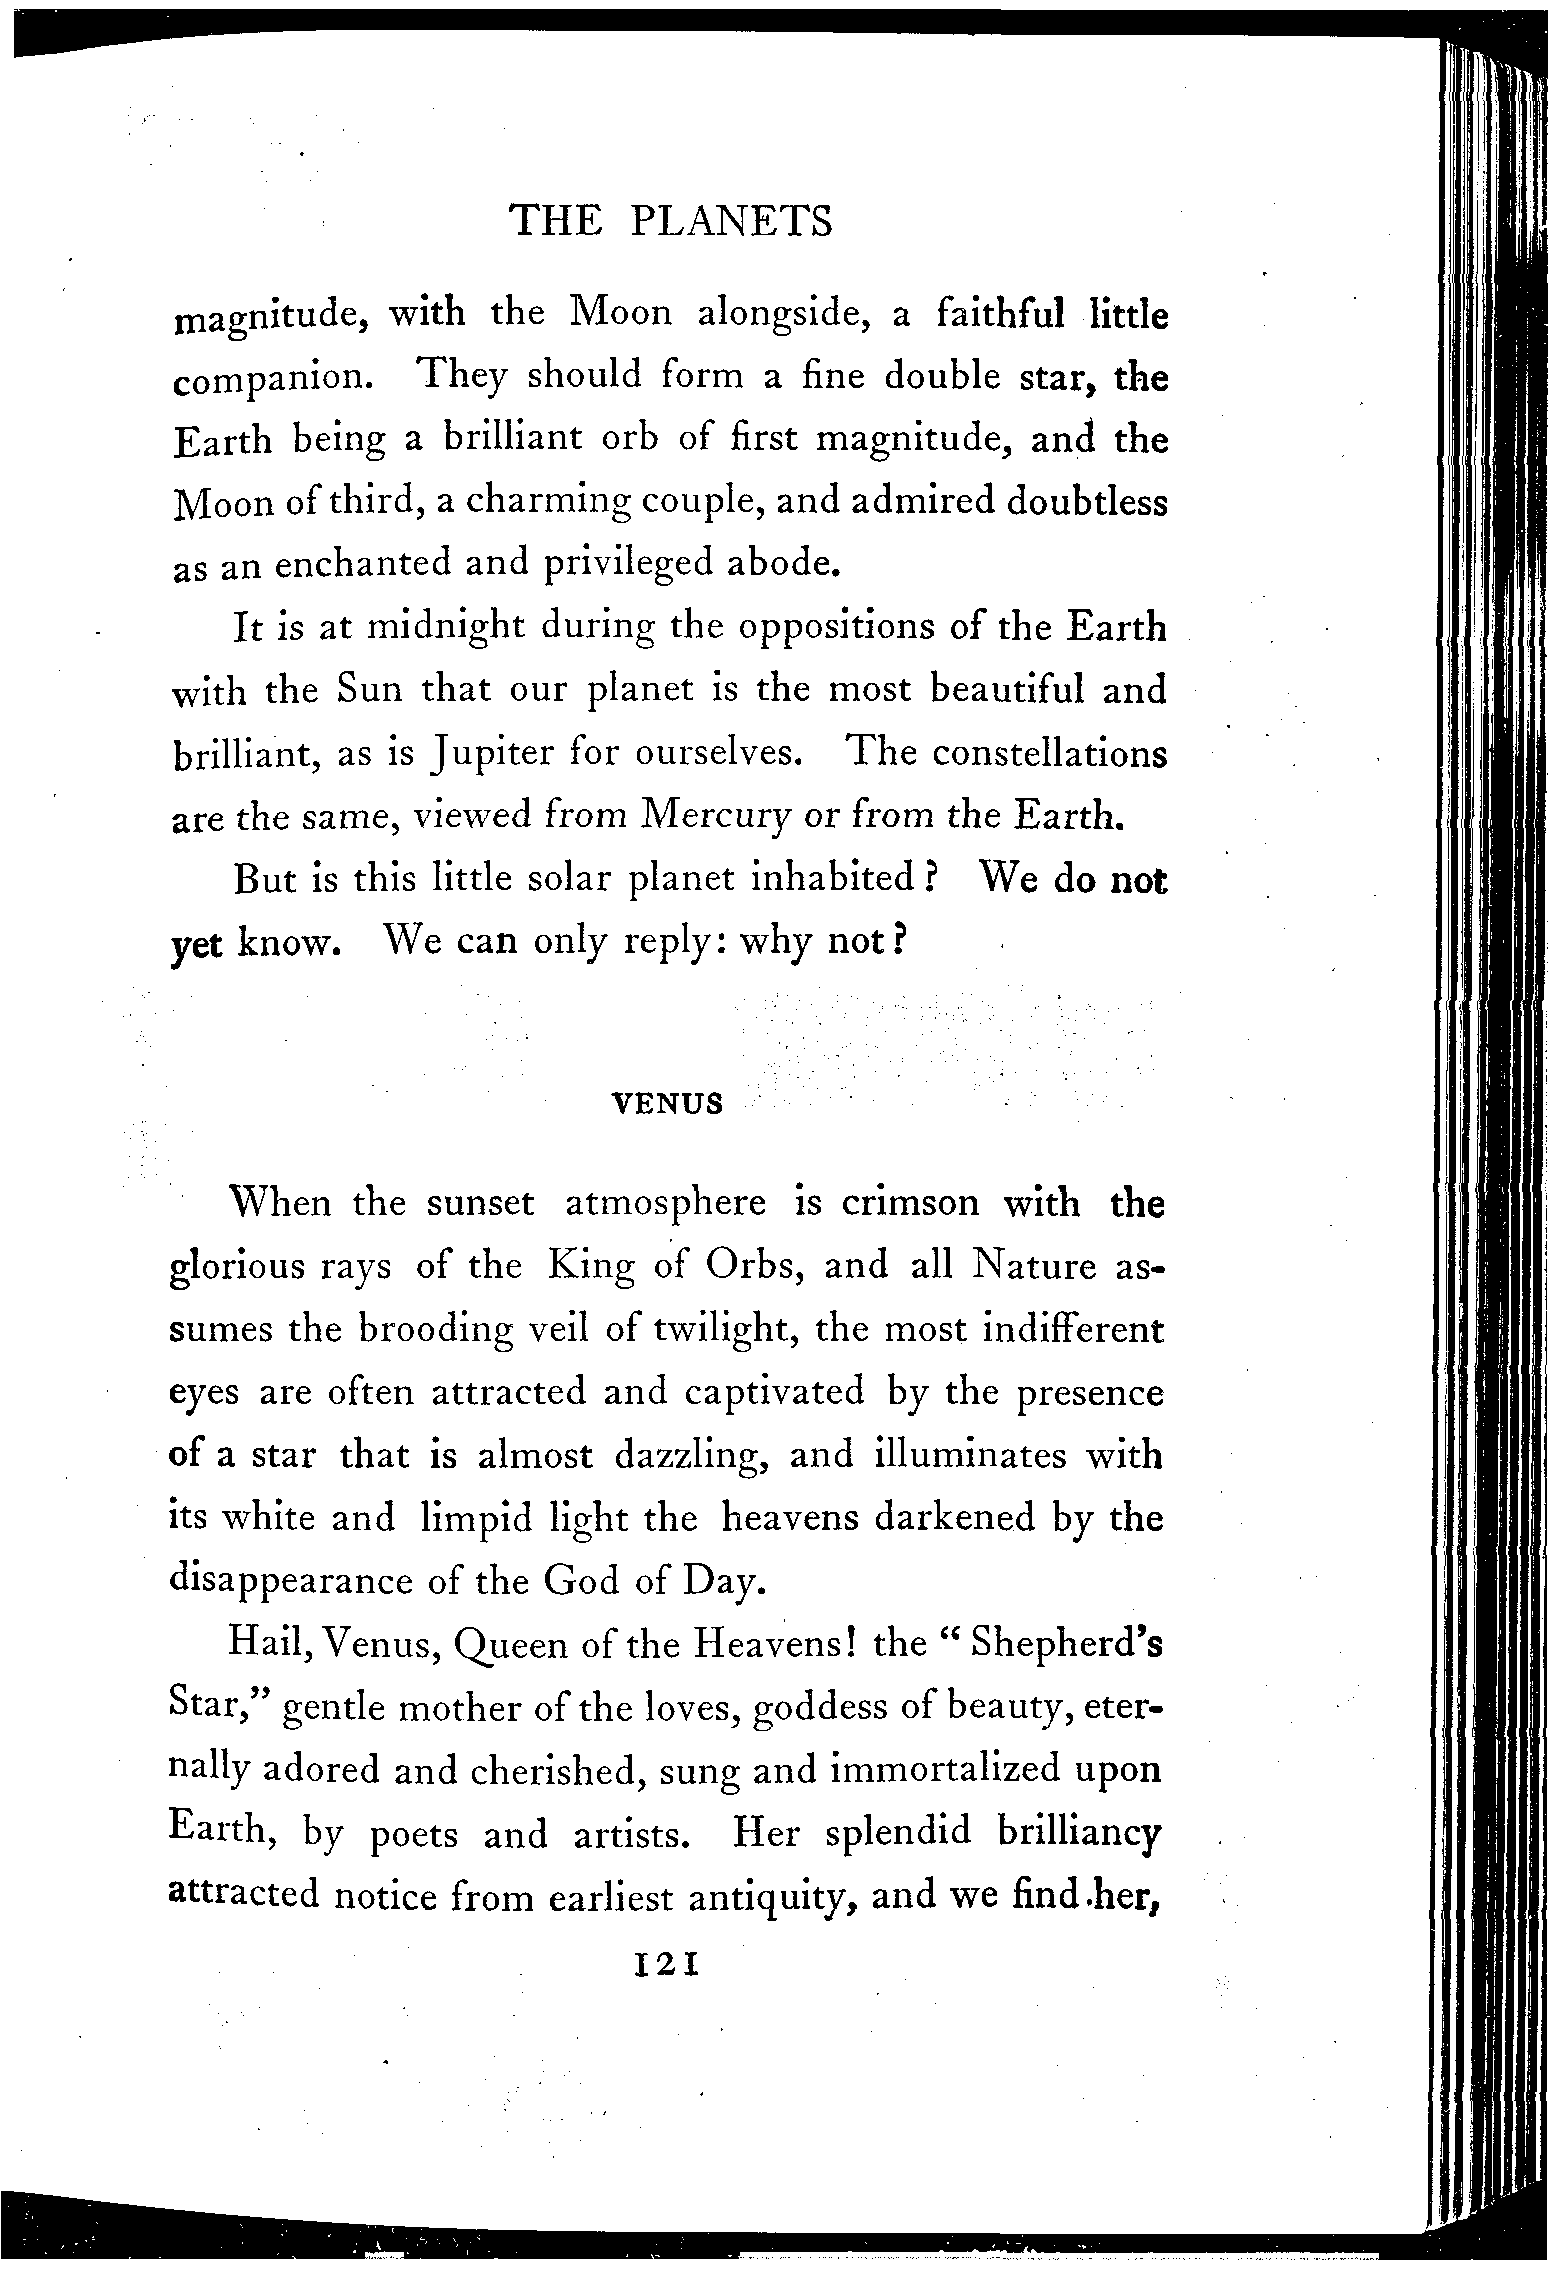 THE PLANETS
magnitude, with the Moon alongside, a faithful little
companion. They should form a fine double star, the
Earth being a brilliant orb of first magnitude, and the
Moon of third, a charming couple, and admired doubtless
as an enchanted and privileged abode.
It is at midnight during the oppositions of the Earth
with the Sun that our planet is the most beautiful and
brilliant, as is Jupiter for ourselves. The constellations
are the same, viewed from Mercury or from the Earth.
But is this little solar planet inhabited? We do not
yet know. We can only reply: why not?
VENUS
When the sunset atmosphere is crimson with the
glorious rays of the King of Orbs, and all Nature as-
sumes the brooding veil of twilight, the most indifferent
eyes are often attracted and captivated by the presence
of a star that is almost dazzling, and illuminates with
its white and limpid light the heavens darkened by the
disappearance of the God of Day.
Hail, Venus, Queen of the Heavens! the “Shepherd’s
Star,” gentle mother of the loves, goddess of beauty, eter-
nally adored and cherished, sung and immortalized upon
Earth, by poets and artists. Her splendid brilliancy
attracted notice from earliest antiquity, and we find her,
121